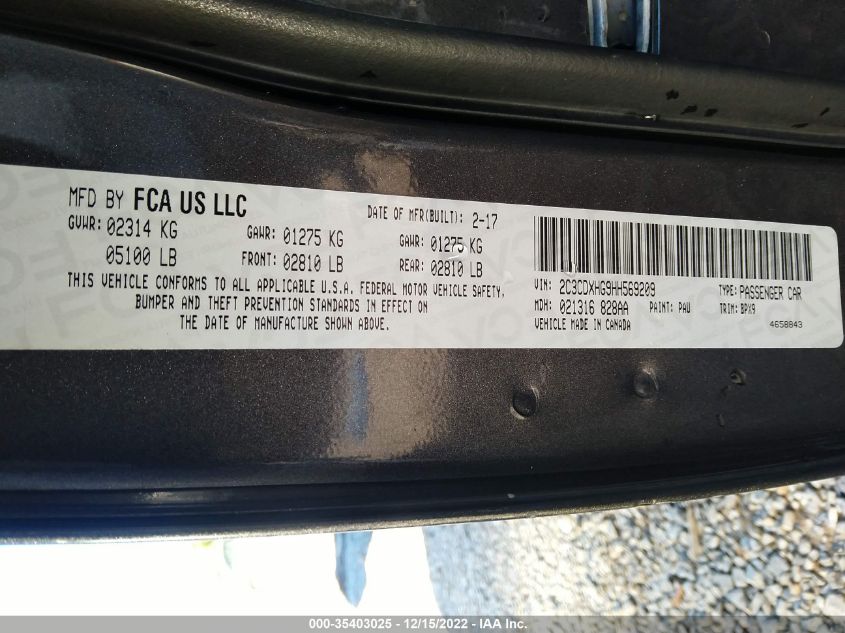 MFD BY FCA US LLC
DATE OF MFR(BUILT): 2-17
GVWR: 02314 KG
GAWR: 01275 KG
GAWR: 01275 KG
05100 LB
FRONT: 02810 LB
REAR: 02810 LB
THIS VEHICLE CONFORMS TO ALL APPLICABLE U.S.A. FEDERAL MOTOR VEHICLE SAFETY,
BUMPER AND THEFT PREVENTION STANDARDS IN EFFECT ON
THE DATE OF MANUFACTURE SHOWN ABOVE.
VIN: 2C3CDXHG9HH569209
TYPE: PASSENGER CAR
MDH: 021316 828AA
PAINT: PAU
TRIM: BPX9
VEHICLE MADE IN CANADA
4658843
000-35403025 - 12/15/2022 - IAA Inc.